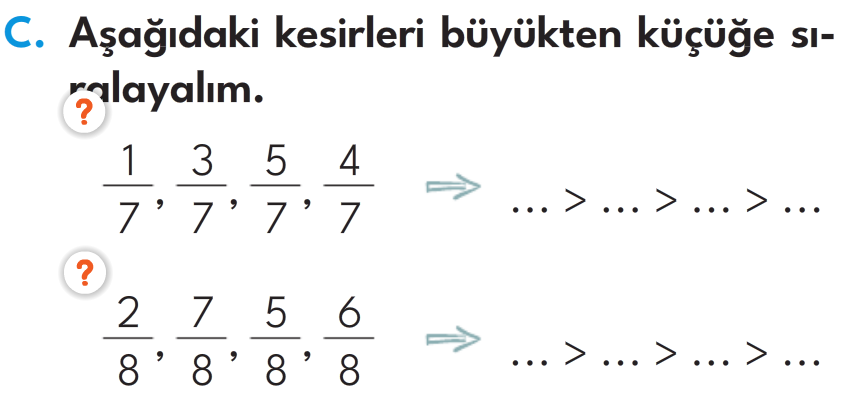 C. Aşağıdaki kesirleri büyükten küçüğe sı-
ralayalım.
?
1/7, 3/7, 5/7, 4/7 ⇒ ... > ... > ... > ...
?
2/8, 7/8, 5/8, 6/8 ⇒ ... > ... > ... > ...